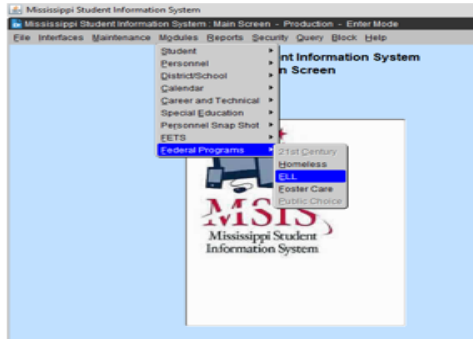 Mississippi Student Information System
Mississippi Student Information System : Main Screen - Production - Enter Mode
File Interfaces Maintenance Modules Reports Security Query Block Help
nt Information System
n Screen
Student
Personnel
District/School
Calendar
Career and Technical
Special Education
Personnel Snap Shot
FETS
Federal Programs
21st Century
Homeless
ELL
Foster Care
Public Choice
MSIS
Mississippi Student
Information System